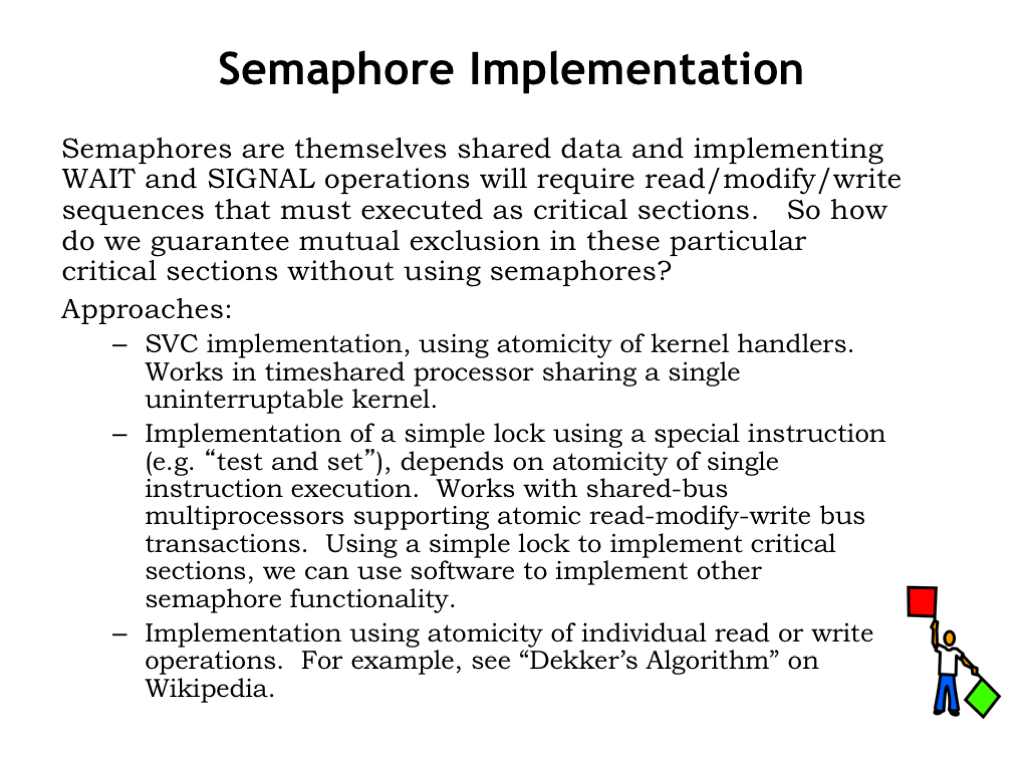 Semaphore Implementation
Semaphores are themselves shared data and implementing
WAIT and SIGNAL operations will require read/modify/write
sequences that must executed as critical sections.   So how
do we guarantee mutual exclusion in these particular
critical sections without using semaphores?
Approaches:
– SVC implementation, using atomicity of kernel handlers.
Works in timeshared processor sharing a single
uninterruptable kernel.
– Implementation of a simple lock using a special instruction
(e.g. “test and set”), depends on atomicity of single
instruction execution.  Works with shared-bus
multiprocessors supporting atomic read-modify-write bus
transactions.  Using a simple lock to implement critical
sections, we can use software to implement other
semaphore functionality.
– Implementation using atomicity of individual read or write
operations.  For example, see “Dekker’s Algorithm” on
Wikipedia.